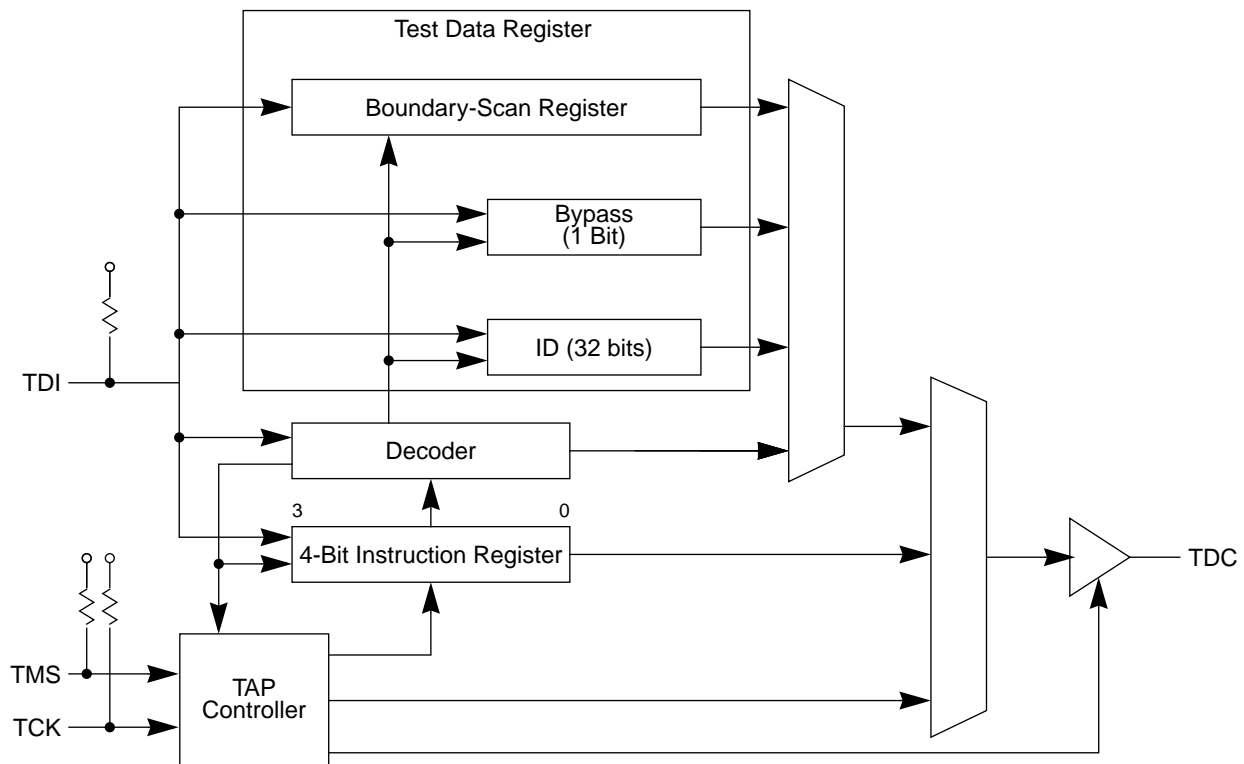 Test Data Register
Boundary-Scan Register
Bypass
(1 Bit)
ID (32 bits)
TDI
Decoder
3
0
4-Bit Instruction Register
TDC
TMS
TAP
Controller
TCK